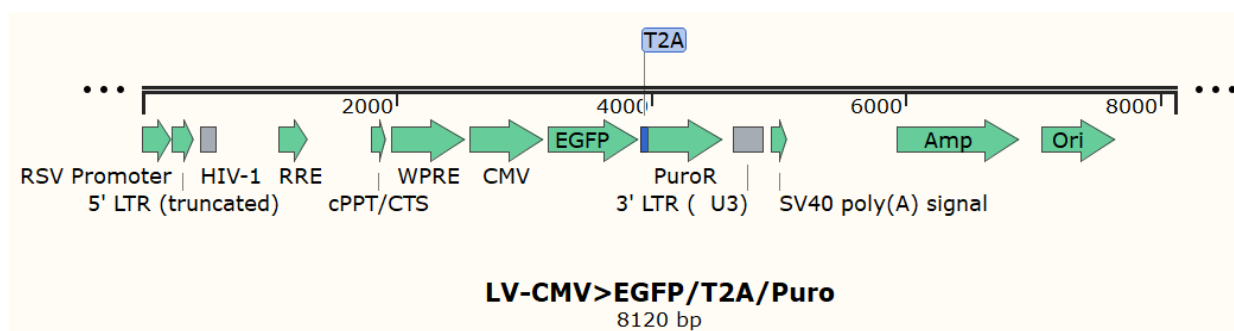 T2A
2000 4000 6000 8000
EGFP Amp Ori
RSV Promoter HIV-1 RRE WPRE CMV PuroR
5' LTR (truncated) cPPT/CTS 3' LTR ( U3) SV40 poly(A) signal
LV-CMV>EGFP/T2A/Puro
8120 bp